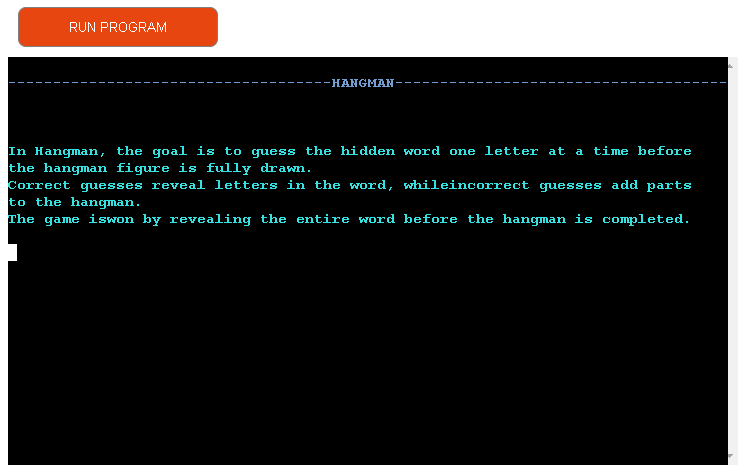 RUN PROGRAM
------------------------------------HANGMAN-------------------------------------
In Hangman, the goal is to guess the hidden word one letter at a time before
the hangman figure is fully drawn.
Correct guesses reveal letters in the word, whileincorrect guesses add parts
to the hangman.
The game iswon by revealing the entire word before the hangman is completed.